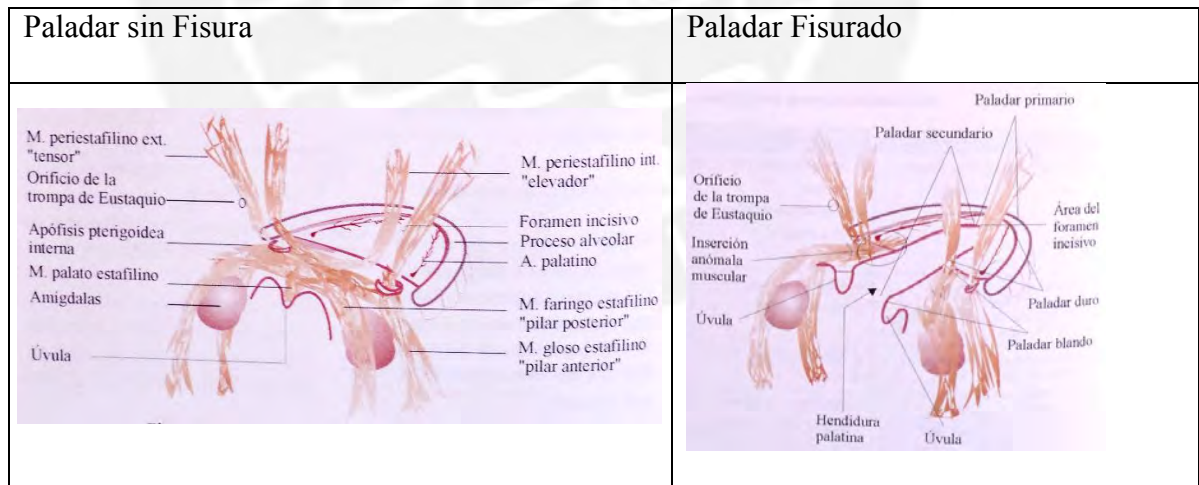 Paladar sin Fisura
Paladar Fisurado
M. periestafilino ext.
"tensor"
Orificio de la
trompa de Eustaquio
Apófisis pterigoidea
interna
M. palato estafilino
Amígdalas
Úvula
M. periestafilino int.
"elevador"
Foramen incisivo
Proceso alveolar
A. palatino
M. faringo estafilino
"pilar posterior"
M. gloso estafilino
"pilar anterior"
Paladar primario
Paladar secundario
Orificio
de la trompa
de Eustaquio
Inserción
anómala
muscular
Úvula
Área del
foramen
incisivo
Paladar duro
Paladar blando
Hendidura
palatina
Úvula